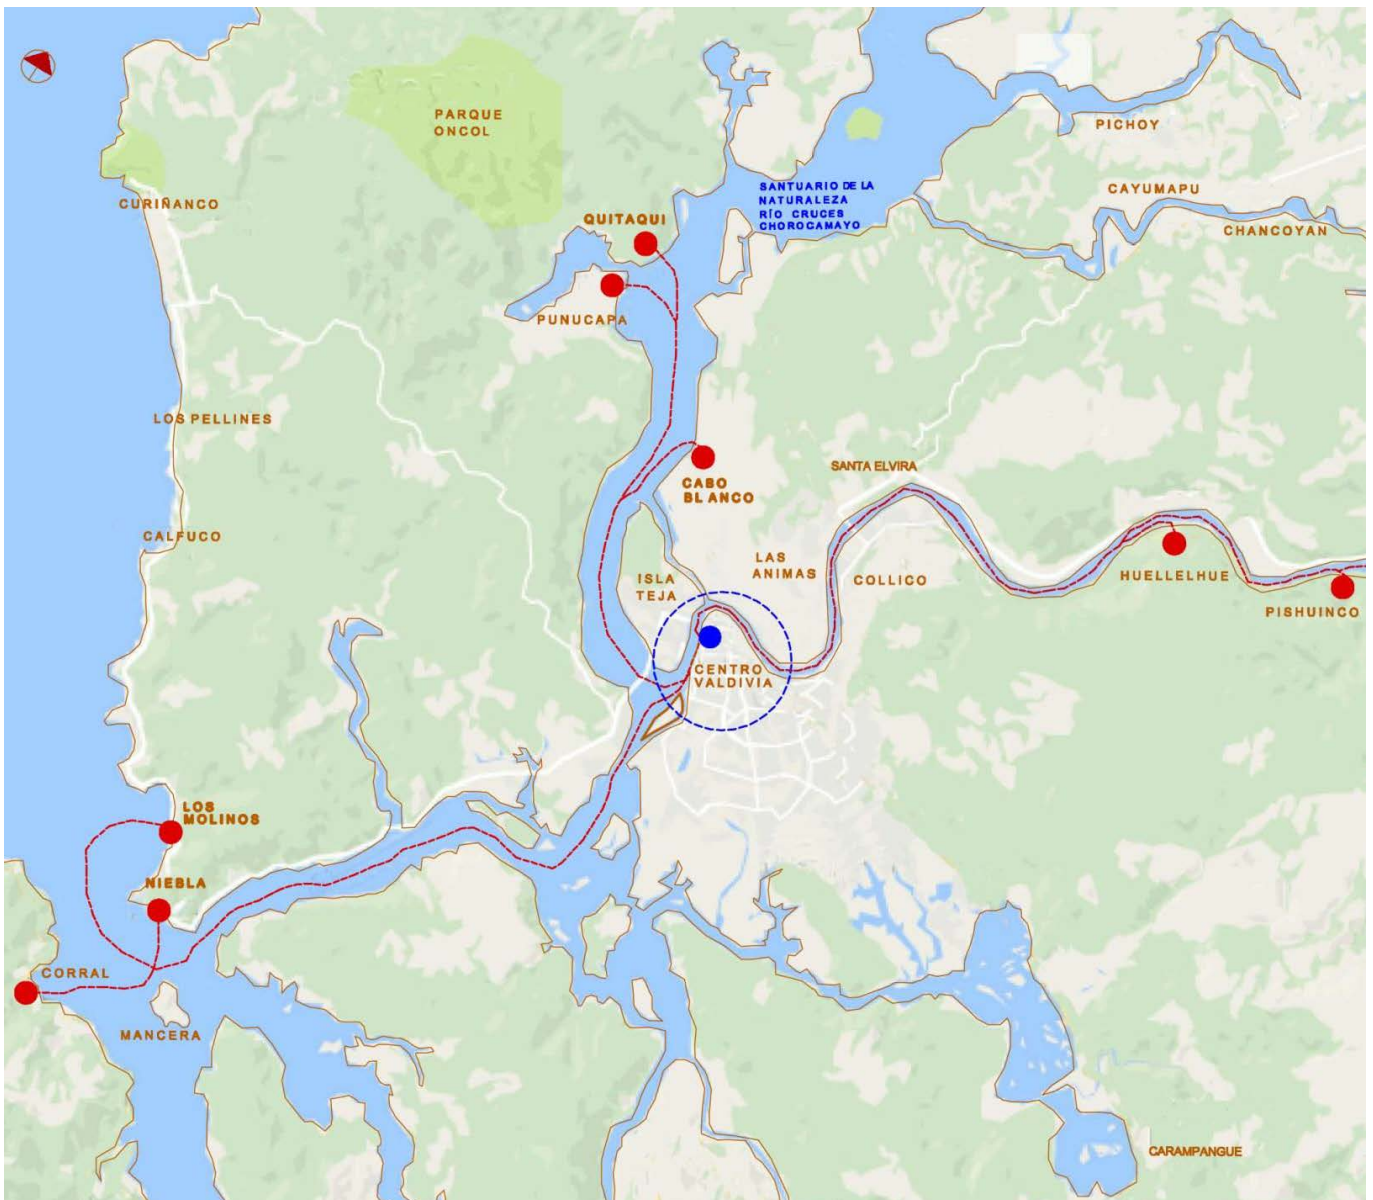 PARQUE
ONCOL
PICHOY
CURIÑANCO
SANTUARIO DE LA
NATURALEZA
RÍO CRUCES
CHOROCAMAYO
CAYUMAPU
QUITAQUI
CHANCOYAN
PUNUCAPA
LOS PELLINES
SANTA ELVIRA
CABO
BLANCO
CALFUCO
LAS
ANIMAS
ISLA
TEJA
COLLICO
HUELLELHUE
PISHUINCO
CENTRO
VALDIVIA
LOS
MOLINOS
NIEBLA
CORRAL
MANCERA
CARAMPANGUE